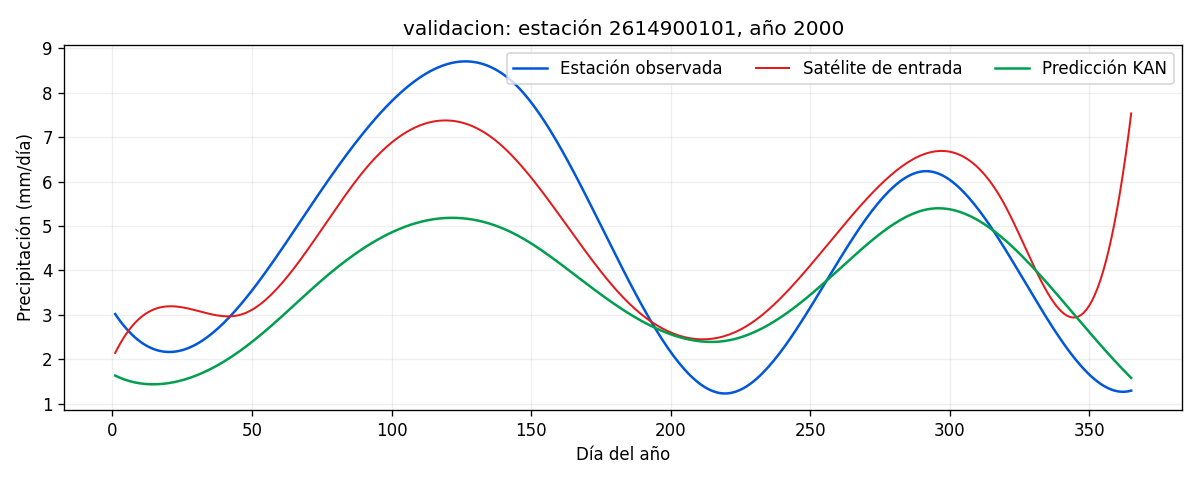 validacion: estación 2614900101, año 2000
Estación observada
Satélite de entrada
Predicción KAN
Precipitación (mm/día)
9
8
7
6
5
4
3
2
1
0
50
100
150
200
250
300
350
Día del año